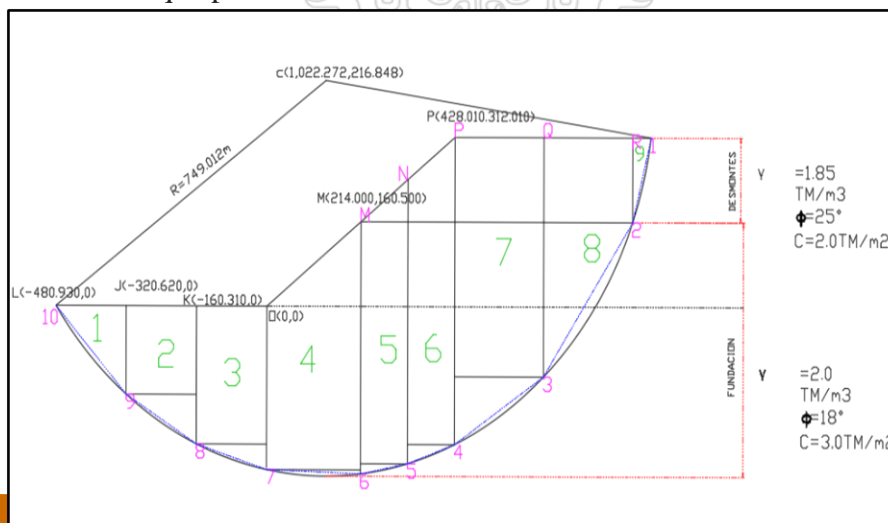 c(1,022.272,216.848)
P(428.010.312.010)
P
Q
1
9
R=749.012m
N
DESMONTES
γ =1.85
TM/m3
ϕ=25°
C=2.0TM/m2
M(214.000,160.500)
M
2
7
8
L(-480.930,0)
J(-320.620,0)
K(-160.310.0)
(0,0)
10
1
2
3
4
5
6
FUNDACION
γ =2.0
TM/m3
ϕ=18°
C=3.0TM/m2
3
9
8
7
6
5
4